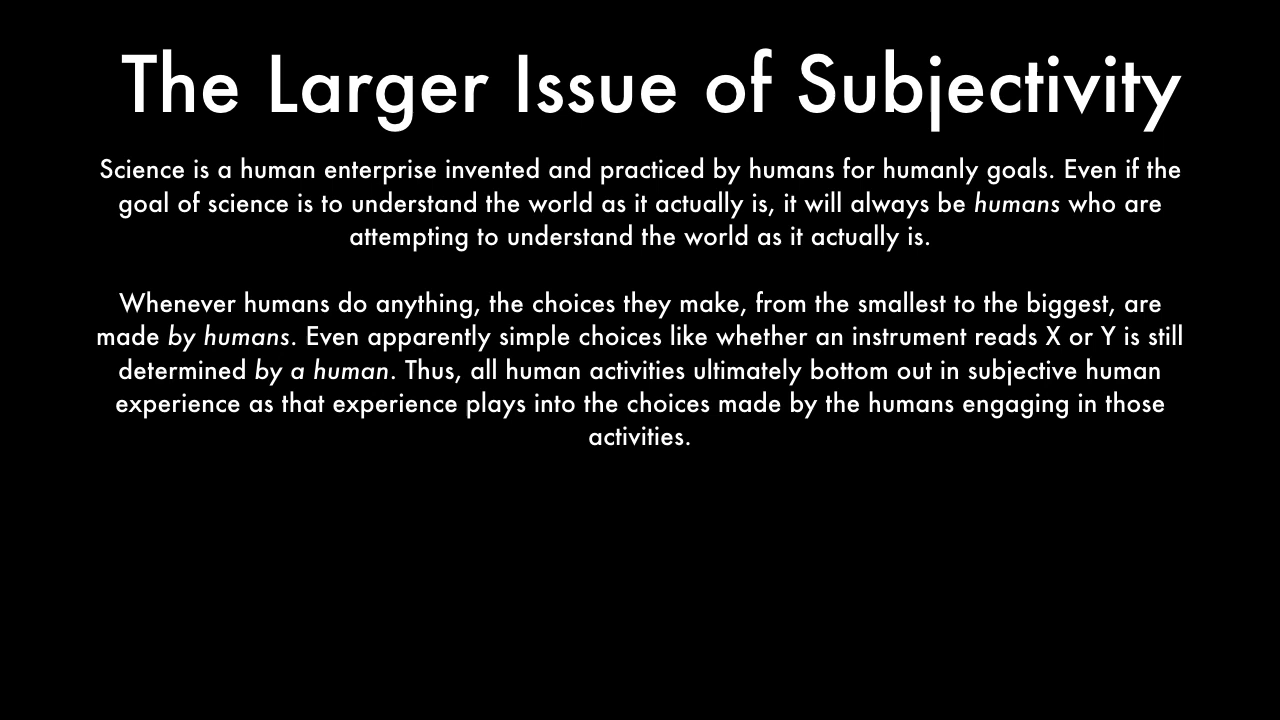 The Larger Issue of Subjectivity
Science is a human enterprise invented and practiced by humans for humanly goals. Even if the
goal of science is to understand the world as it actually is, it will always be humans who are
attempting to understand the world as it actually is.
Whenever humans do anything, the choices they make, from the smallest to the biggest, are
made by humans. Even apparently simple choices like whether an instrument reads X or Y is still
determined by a human. Thus, all human activities ultimately bottom out in subjective human
experience as that experience plays into the choices made by the humans engaging in those
activities.